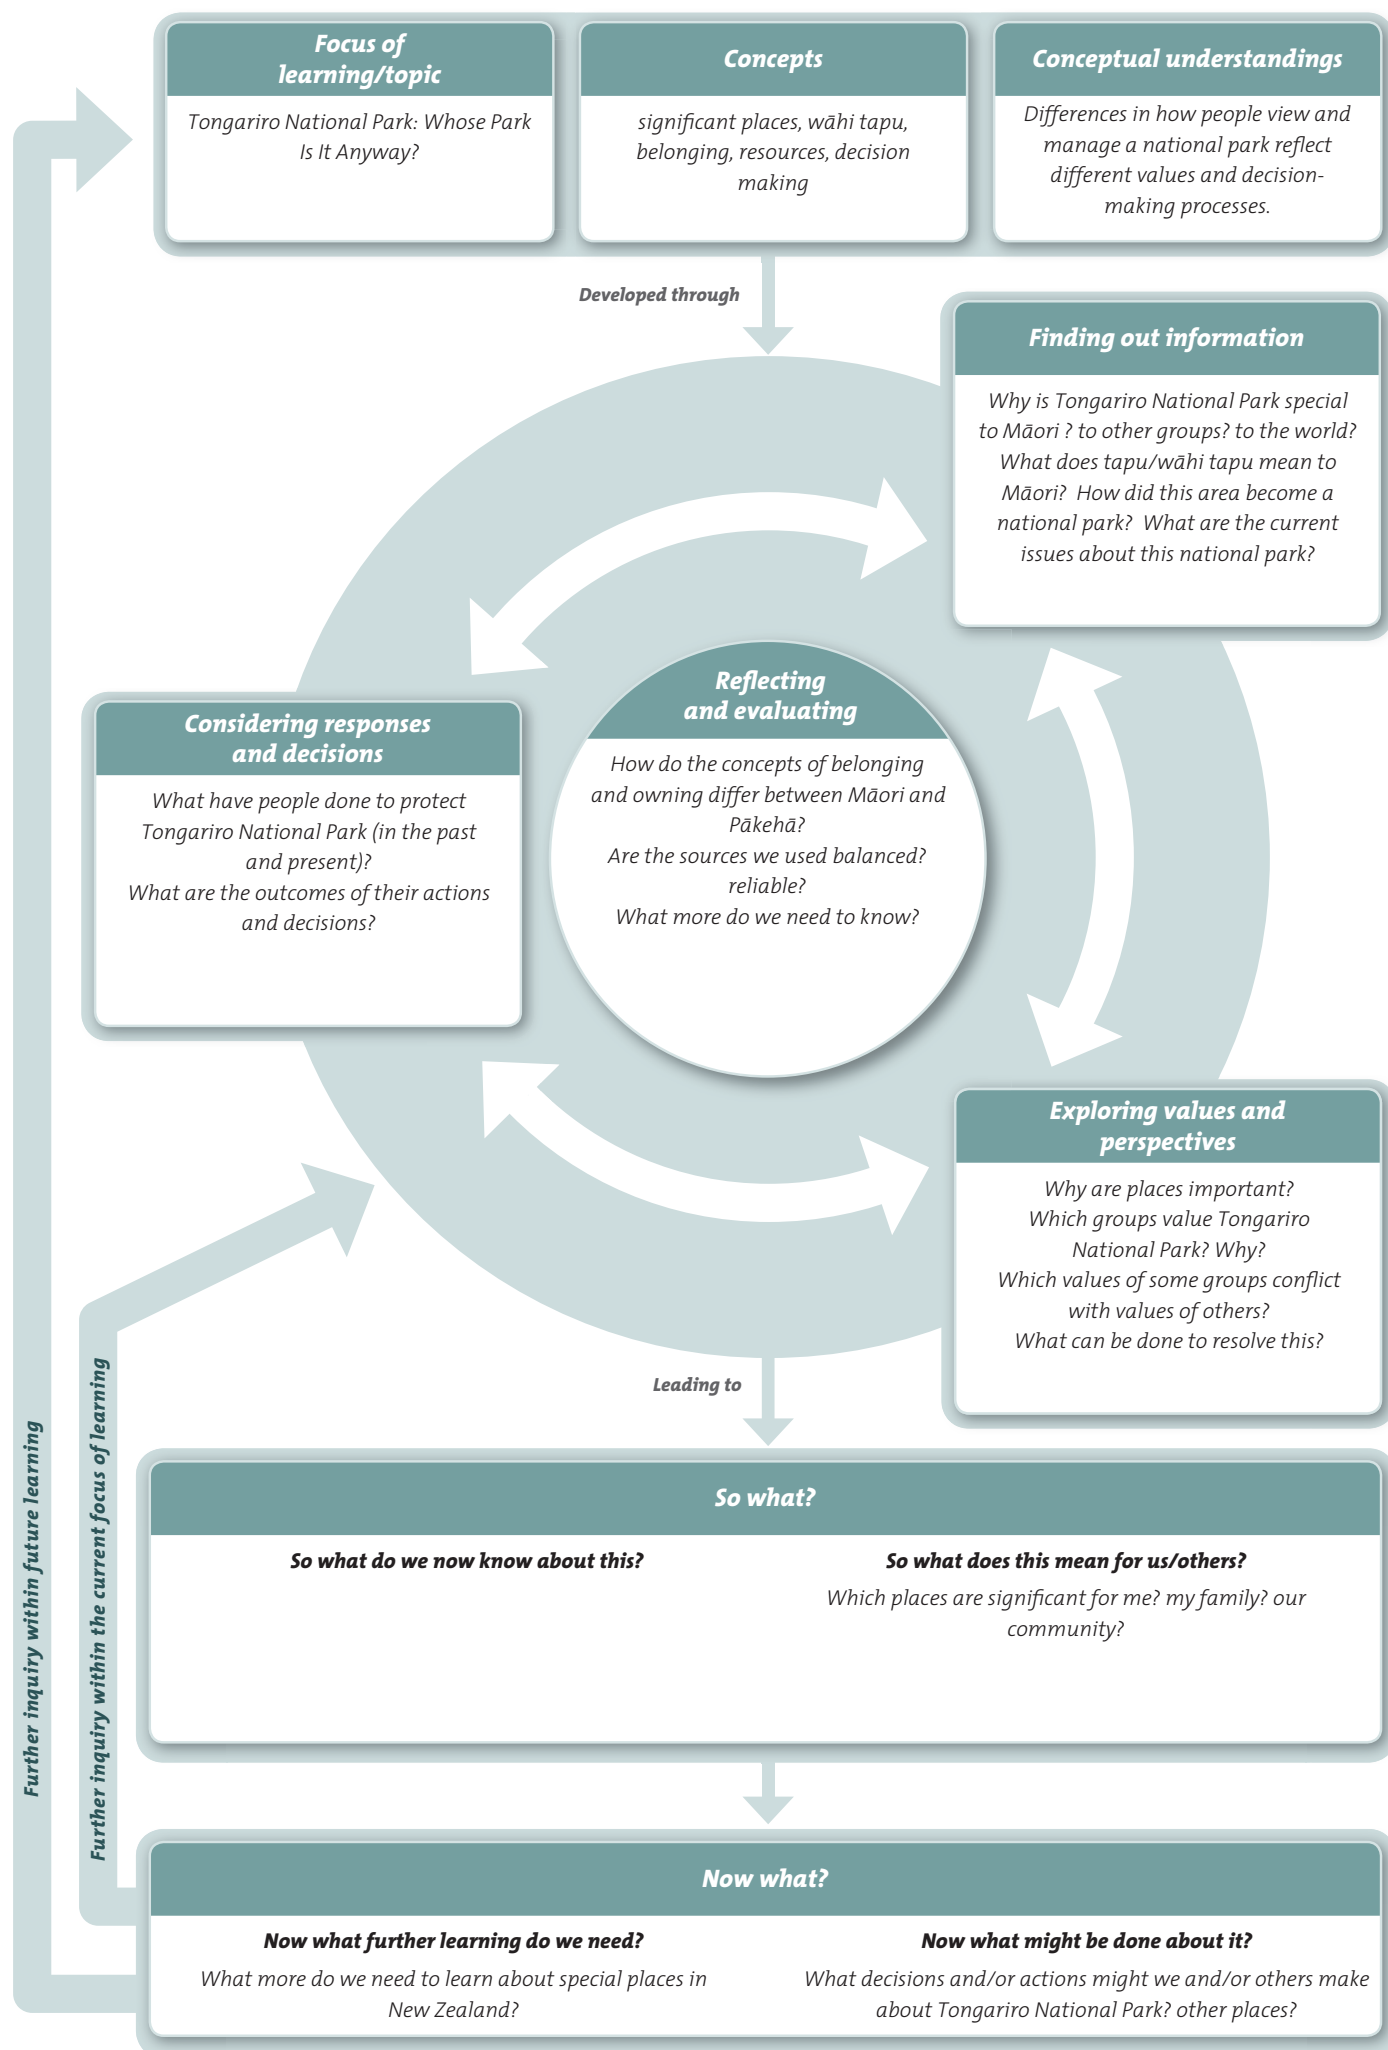 Focus of
learning/topic
Tongariro National Park: Whose Park
Is It Anyway?
Concepts
significant places, wāhi tapu,
belonging, resources, decision
making
Conceptual understandings
Differences in how people view and
manage a national park reflect
different values and decision-
making processes.
Developed through
Finding out information
Why is Tongariro National Park special
to Māori ? to other groups? to the world?
What does tapu/wāhi tapu mean to
Māori? How did this area become a
national park? What are the current
issues about this national park?
Reflecting
and evaluating
How do the concepts of belonging
and owning differ between Māori and
Pākehā?
Are the sources we used balanced?
reliable?
What more do we need to know?
Considering responses
and decisions
What have people done to protect
Tongariro National Park (in the past
and present)?
What are the outcomes of their actions
and decisions?
Exploring values and
perspectives
Why are places important?
Which groups value Tongariro
National Park? Why?
Which values of some groups conflict
with values of others?
What can be done to resolve this?
Leading to
So what?
So what do we now know about this?
So what does this mean for us/others?
Which places are significant for me? my family? our
community?
Now what?
Now what further learning do we need?
What more do we need to learn about special places in
New Zealand?
Now what might be done about it?
What decisions and/or actions might we and/or others make
about Tongariro National Park? other places?
Further inquiry within the current focus of learning
Further inquiry within future learning